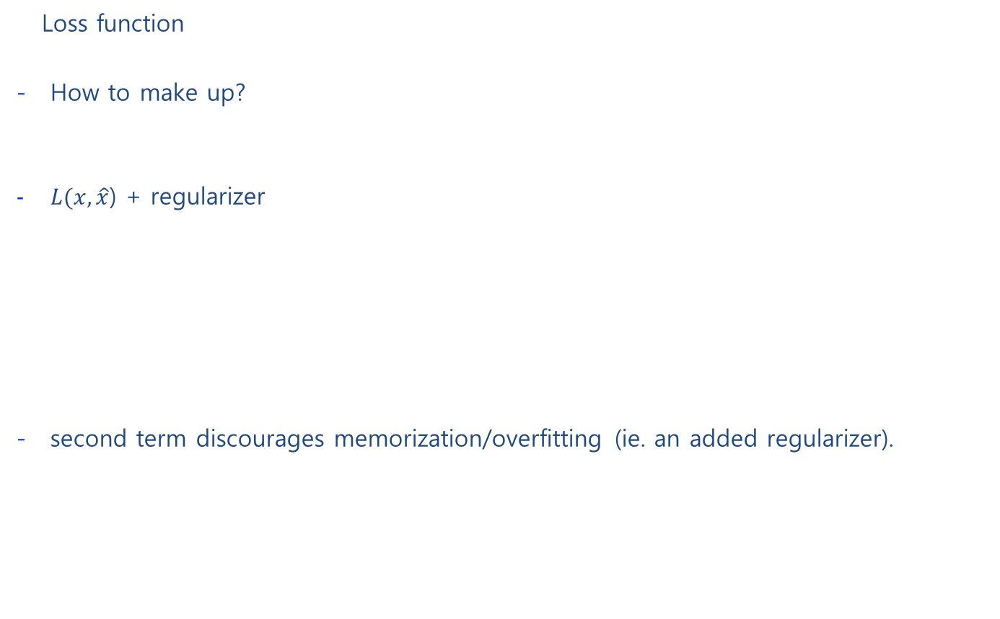 Loss function
- How to make up?
- L(x, x̂) + regularizer
- second term discourages memorization/overfitting (ie. an added regularizer).